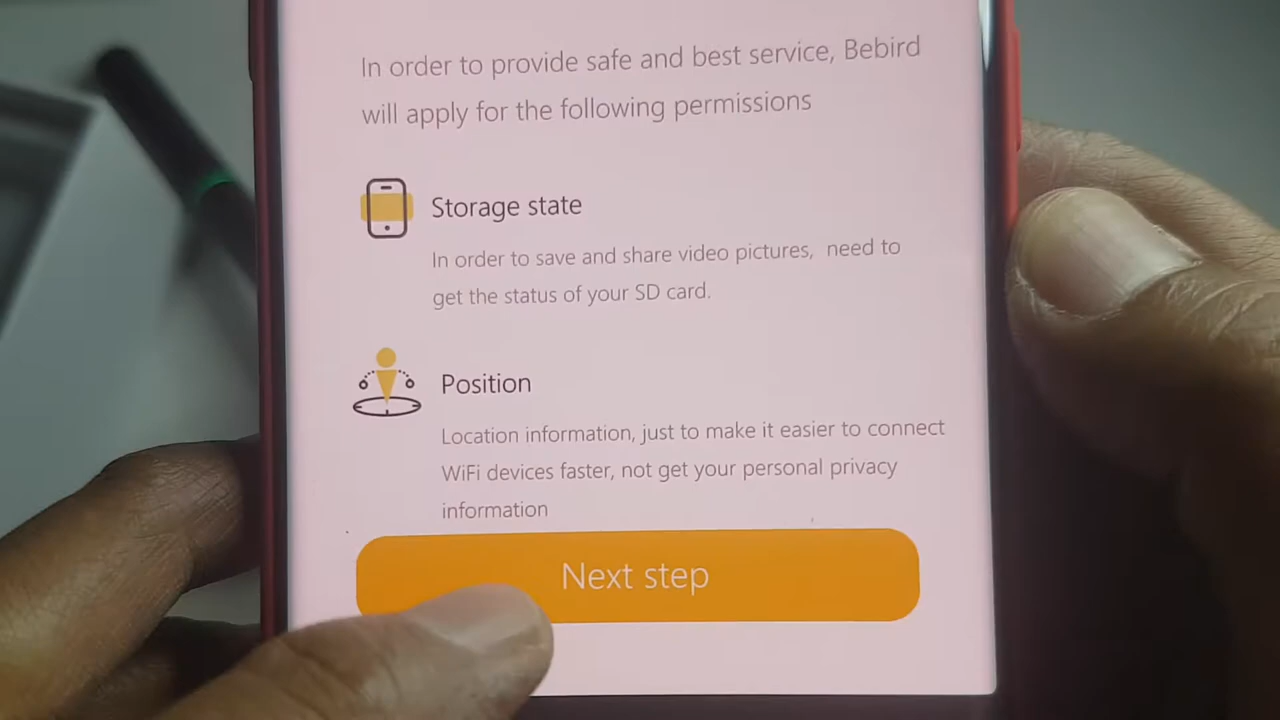 In order to provide safe and best service, Bebird
will apply for the following permissions
Storage state
In order to save and share video pictures, need to
get the status of your SD card.
Position
Location information, just to make it easier to connect
WiFi devices faster, not get your personal privacy
information
Next step